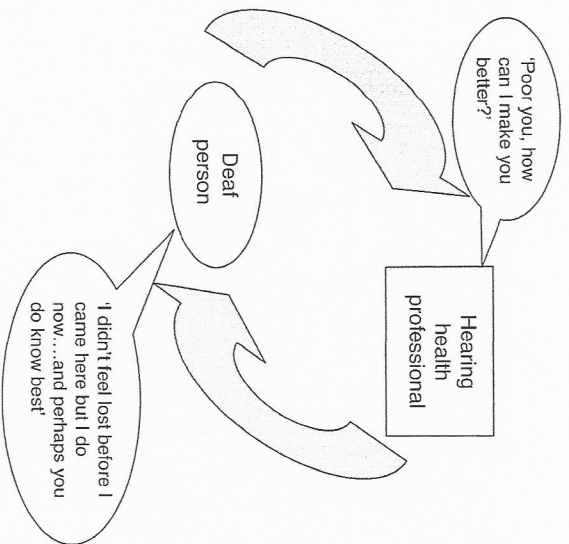 'Poor you, how
can I make you
better?'
Hearing
health
professional
Deaf
person
'I didn't feel lost before I
came here but I do
now....and perhaps you
do know best'